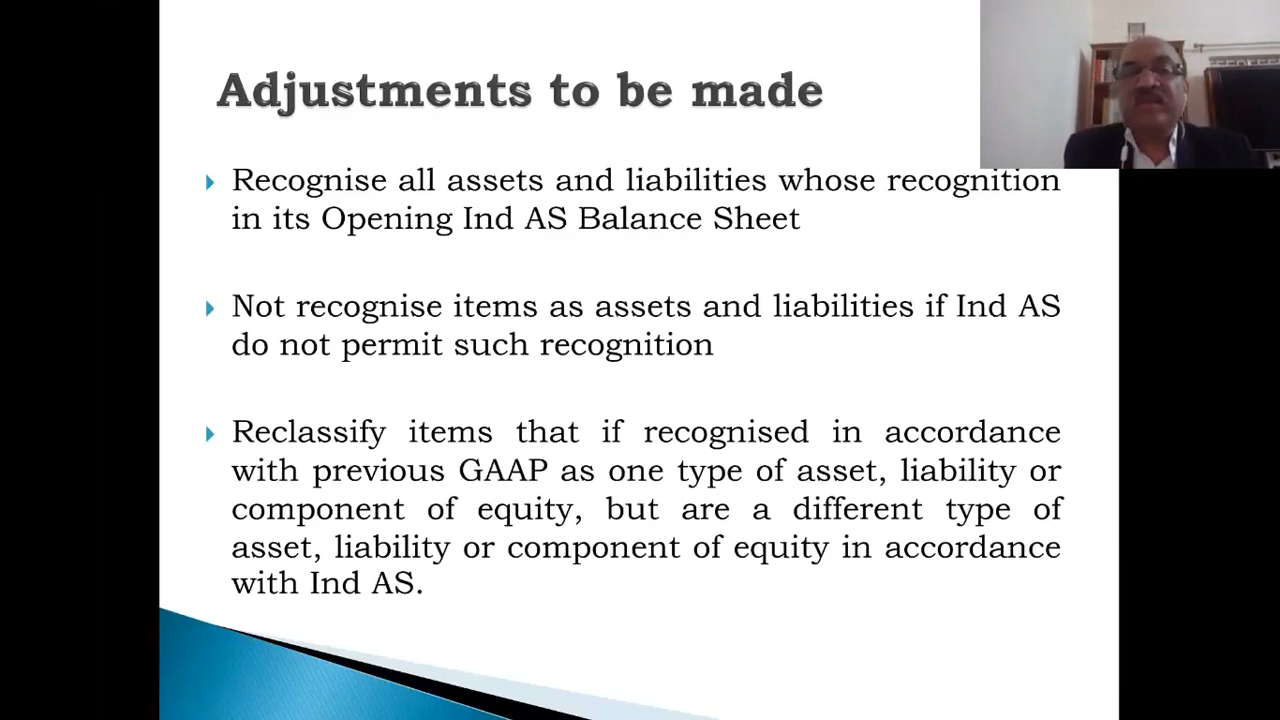 Adjustments to be made
Recognise all assets and liabilities whose recognition
in its Opening Ind AS Balance Sheet
Not recognise items as assets and liabilities if Ind AS
do not permit such recognition
Reclassify items that if recognised in accordance
with previous GAAP as one type of asset, liability or
component of equity, but are a different type of
asset, liability or component of equity in accordance
with Ind AS.